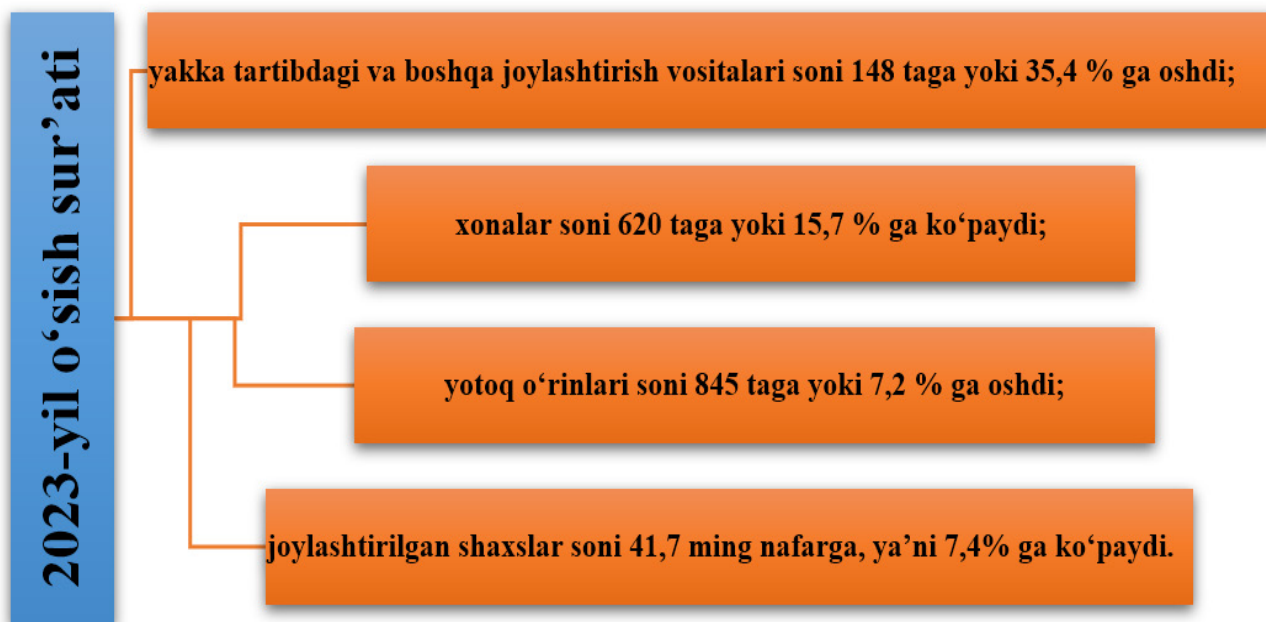 2023-yil o‘sish sur’ati
yakka tartibdagi va boshqa joylashtirish vositalari soni 148 taga yoki 35,4 % ga oshdi;
xonalar soni 620 taga yoki 15,7 % ga ko‘paydi;
yotoq o‘rinlari soni 845 taga yoki 7,2 % ga oshdi;
joylashtirilgan shaxslar soni 41,7 ming nafarga, ya’ni 7,4% ga ko‘paydi.